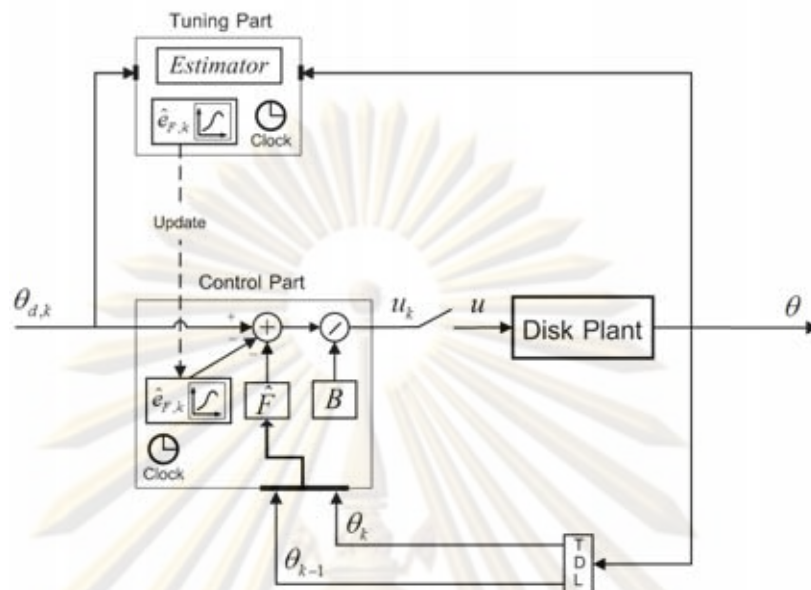 Tuning Part
Estimator
ê_{F,k}
Clock
Update
Control Part
θ_{d,k}
+
−
−
+
u_k
u
Disk Plant
θ
ê_{F,k}
F̂
B
Clock
θ_k
θ_{k−1}
T
D
L